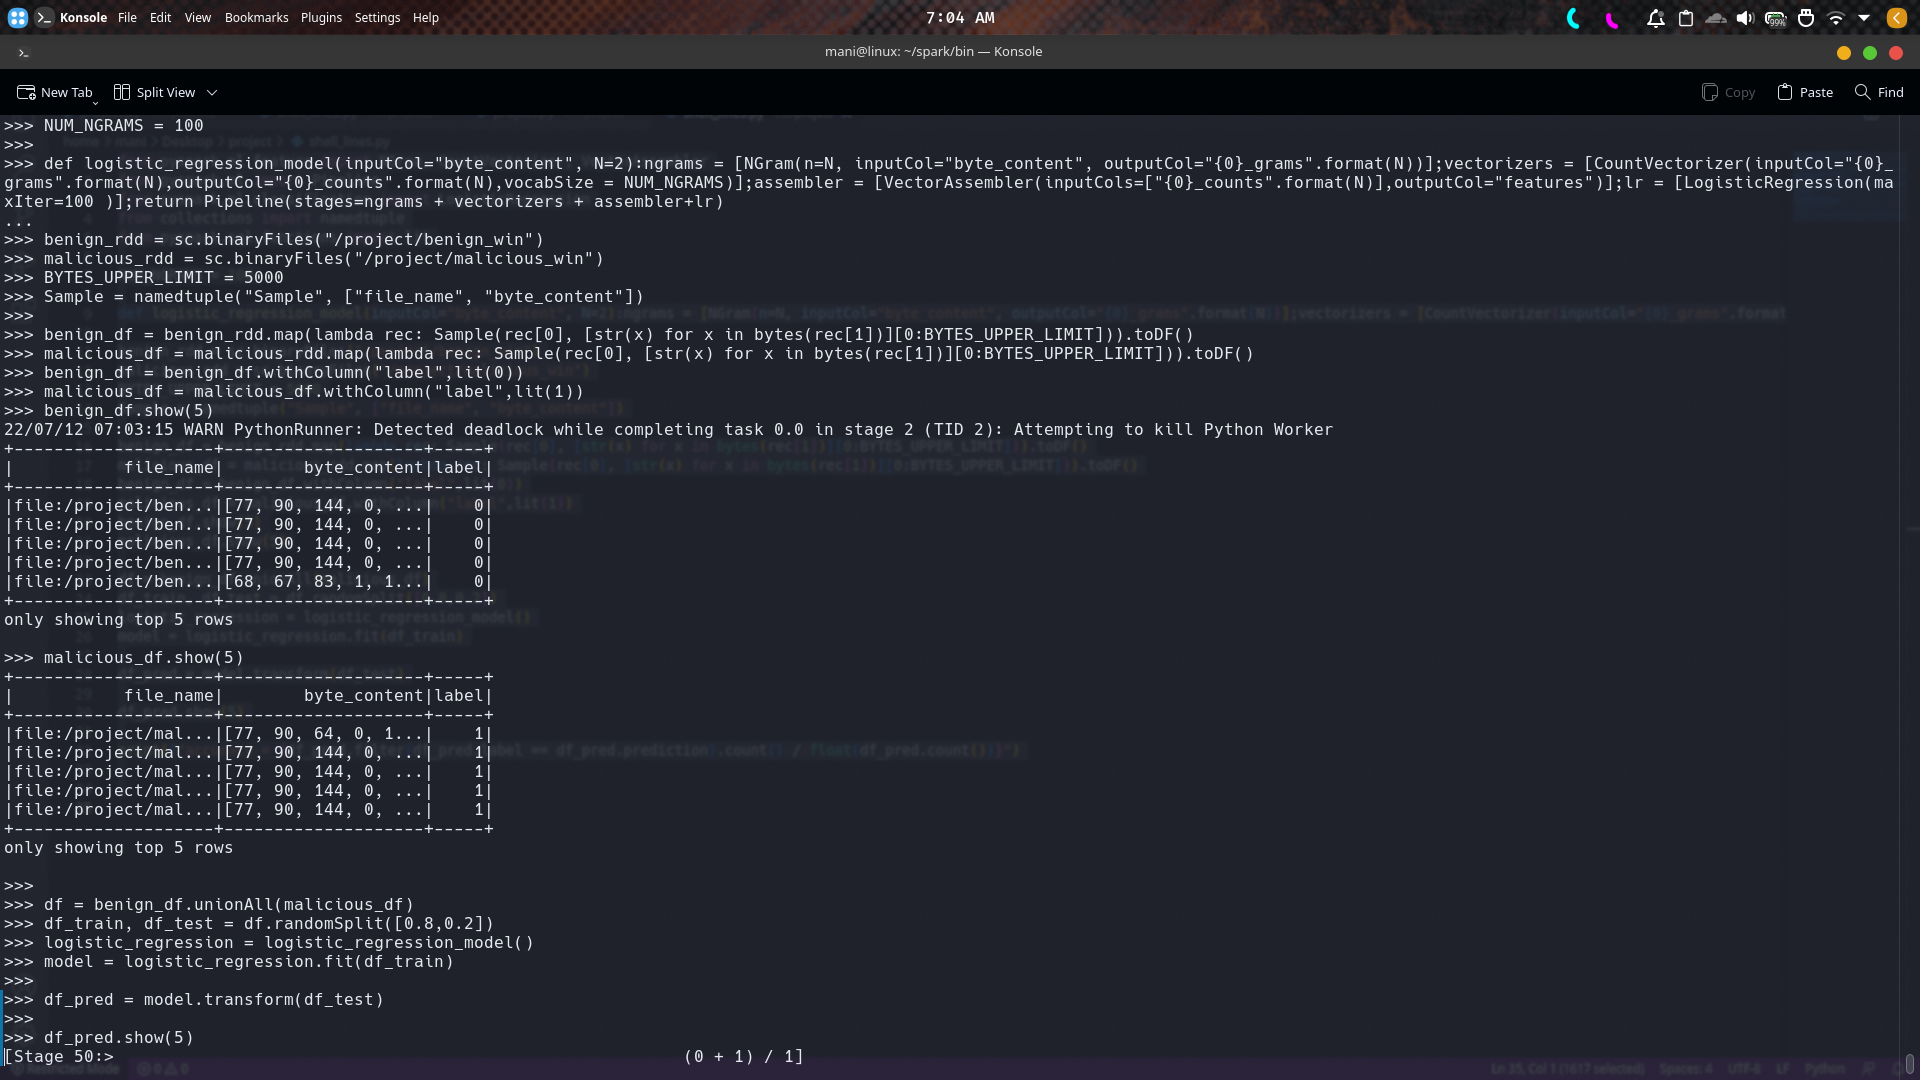 Konsole File Edit View Bookmarks Plugins Settings Help
7:04 AM
99%
mani@linux: ~/spark/bin — Konsole
New Tab Split View Copy Paste Find
>>> NUM_NGRAMS = 100
>>>
>>> def logistic_regression_model(inputCol="byte_content", N=2):ngrams = [NGram(n=N, inputCol="byte_content", outputCol="{0}_grams".format(N))];vectorizers = [CountVectorizer(inputCol="{0}_
grams".format(N),outputCol="{0}_counts".format(N),vocabSize = NUM_NGRAMS)];assembler = [VectorAssembler(inputCols=["{0}_counts".format(N)],outputCol="features")];lr = [LogisticRegression(ma
xIter=100 )];return Pipeline(stages=ngrams + vectorizers + assembler+lr)
...
>>> benign_rdd = sc.binaryFiles("/project/benign_win")
>>> malicious_rdd = sc.binaryFiles("/project/malicious_win")
>>> BYTES_UPPER_LIMIT = 5000
>>> Sample = namedtuple("Sample", ["file_name", "byte_content"])
>>>
>>> benign_df = benign_rdd.map(lambda rec: Sample(rec[0], [str(x) for x in bytes(rec[1])][0:BYTES_UPPER_LIMIT])).toDF()
>>> malicious_df = malicious_rdd.map(lambda rec: Sample(rec[0], [str(x) for x in bytes(rec[1])][0:BYTES_UPPER_LIMIT])).toDF()
>>> benign_df = benign_df.withColumn("label",lit(0))
>>> malicious_df = malicious_df.withColumn("label",lit(1))
>>> benign_df.show(5)
22/07/12 07:03:15 WARN PythonRunner: Detected deadlock while completing task 0.0 in stage 2 (TID 2): Attempting to kill Python Worker
+--------------------+--------------------+-----+
|           file_name|        byte_content|label|
+--------------------+--------------------+-----+
|file:/project/ben...|[77, 90, 144, 0, ...|    0|
|file:/project/ben...|[77, 90, 144, 0, ...|    0|
|file:/project/ben...|[77, 90, 144, 0, ...|    0|
|file:/project/ben...|[77, 90, 144, 0, ...|    0|
|file:/project/ben...|[68, 67, 83, 1, 1...|    0|
+--------------------+--------------------+-----+
only showing top 5 rows
>>> malicious_df.show(5)
+--------------------+--------------------+-----+
|           file_name|        byte_content|label|
+--------------------+--------------------+-----+
|file:/project/mal...|[77, 90, 64, 0, 1...|    1|
|file:/project/mal...|[77, 90, 144, 0, ...|    1|
|file:/project/mal...|[77, 90, 144, 0, ...|    1|
|file:/project/mal...|[77, 90, 144, 0, ...|    1|
|file:/project/mal...|[77, 90, 144, 0, ...|    1|
+--------------------+--------------------+-----+
only showing top 5 rows
>>>
>>> df = benign_df.unionAll(malicious_df)
>>> df_train, df_test = df.randomSplit([0.8,0.2])
>>> logistic_regression = logistic_regression_model()
>>> model = logistic_regression.fit(df_train)
>>>
>>> df_pred = model.transform(df_test)
>>>
>>> df_pred.show(5)
[Stage 50:>                                                         (0 + 1) / 1]